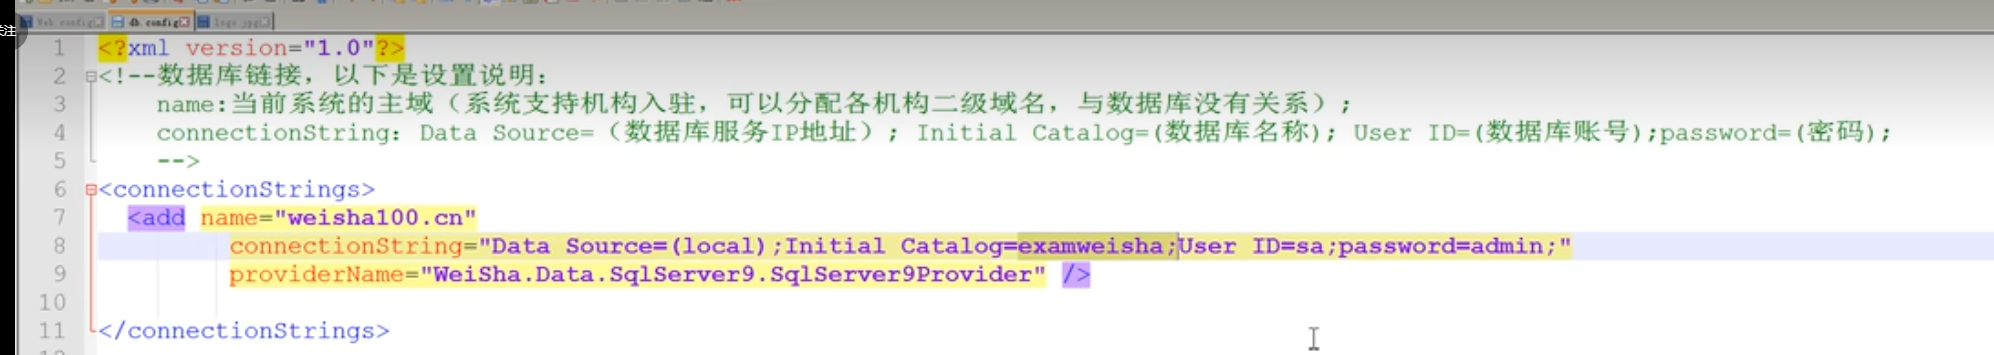 关注
Web.config
db.config
logo.jpg
1 <?xml version="1.0"?>
2 <!--数据库链接，以下是设置说明：
3 name:当前系统的主域（系统支持机构入驻，可以分配各机构二级域名，与数据库没有关系）;
4 connectionString: Data Source=（数据库服务IP地址）; Initial Catalog=(数据库名称); User ID=(数据库账号);password=(密码);
5 -->
6 <connectionStrings>
7 <add name="weisha100.cn"
8 connectionString="Data Source=(local);Initial Catalog=examweisha;User ID=sa;password=admin;"
9 providerName="WeiSha.Data.SqlServer9.SqlServer9Provider" />
10
11 </connectionStrings>